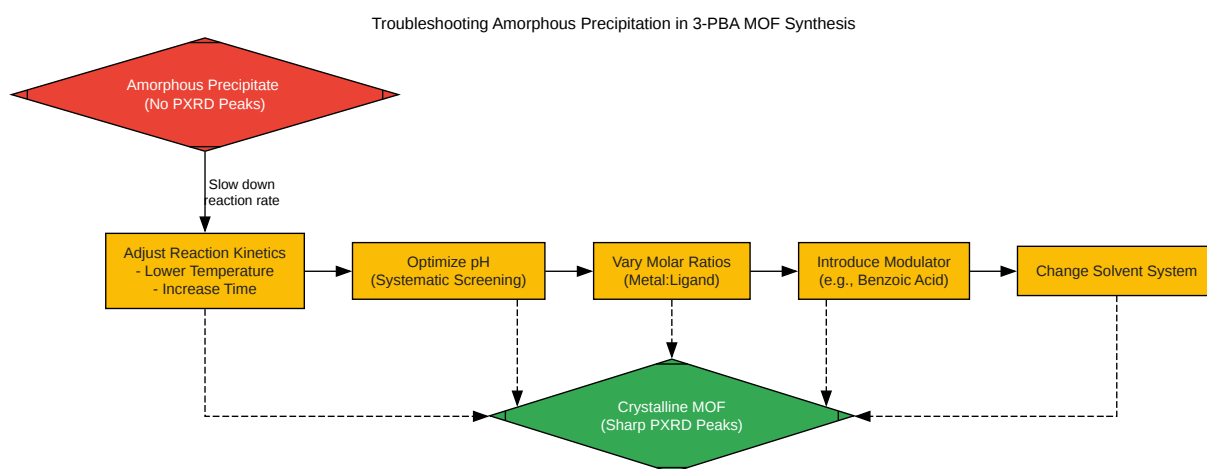 Troubleshooting Amorphous Precipitation in 3-PBA MOF Synthesis
Amorphous Precipitate
(No PXRD Peaks)
Slow down
reaction rate
Adjust Reaction Kinetics
- Lower Temperature
- Increase Time
Optimize pH
(Systematic Screening)
Vary Molar Ratios
(Metal:Ligand)
Introduce Modulator
(e.g., Benzoic Acid)
Change Solvent System
Crystalline MOF
(Sharp PXRD Peaks)